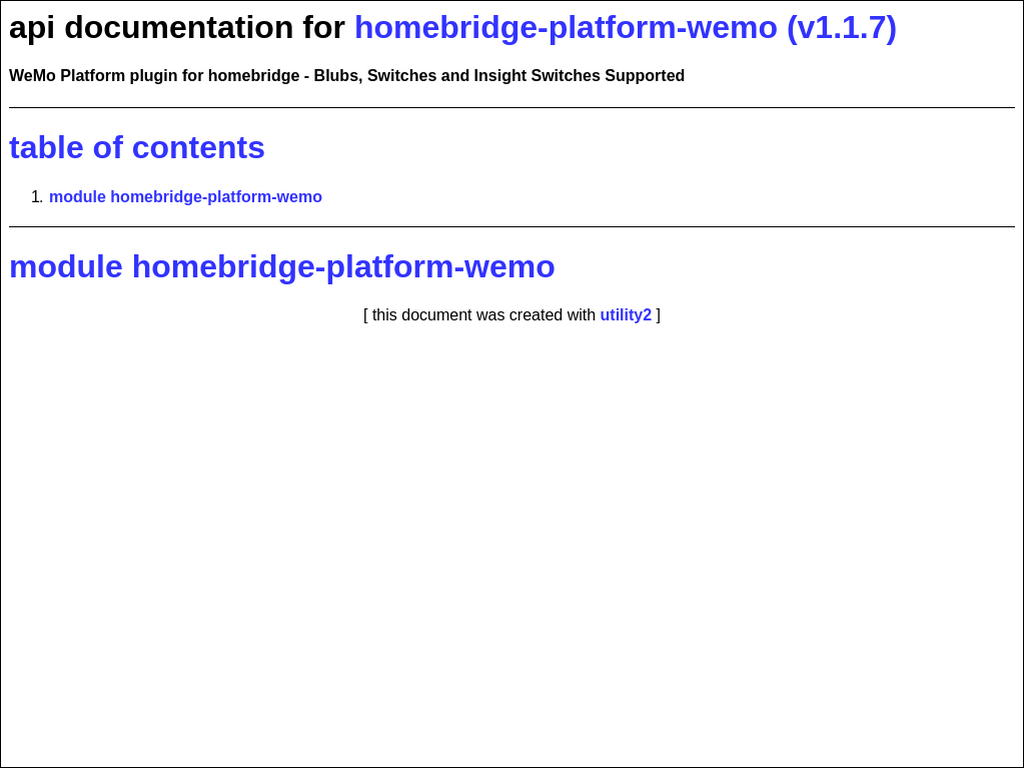 api documentation for homebridge-platform-wemo (v1.1.7)
WeMo Platform plugin for homebridge - Blubs, Switches and Insight Switches Supported
table of contents
1. module homebridge-platform-wemo
module homebridge-platform-wemo
[ this document was created with utility2 ]